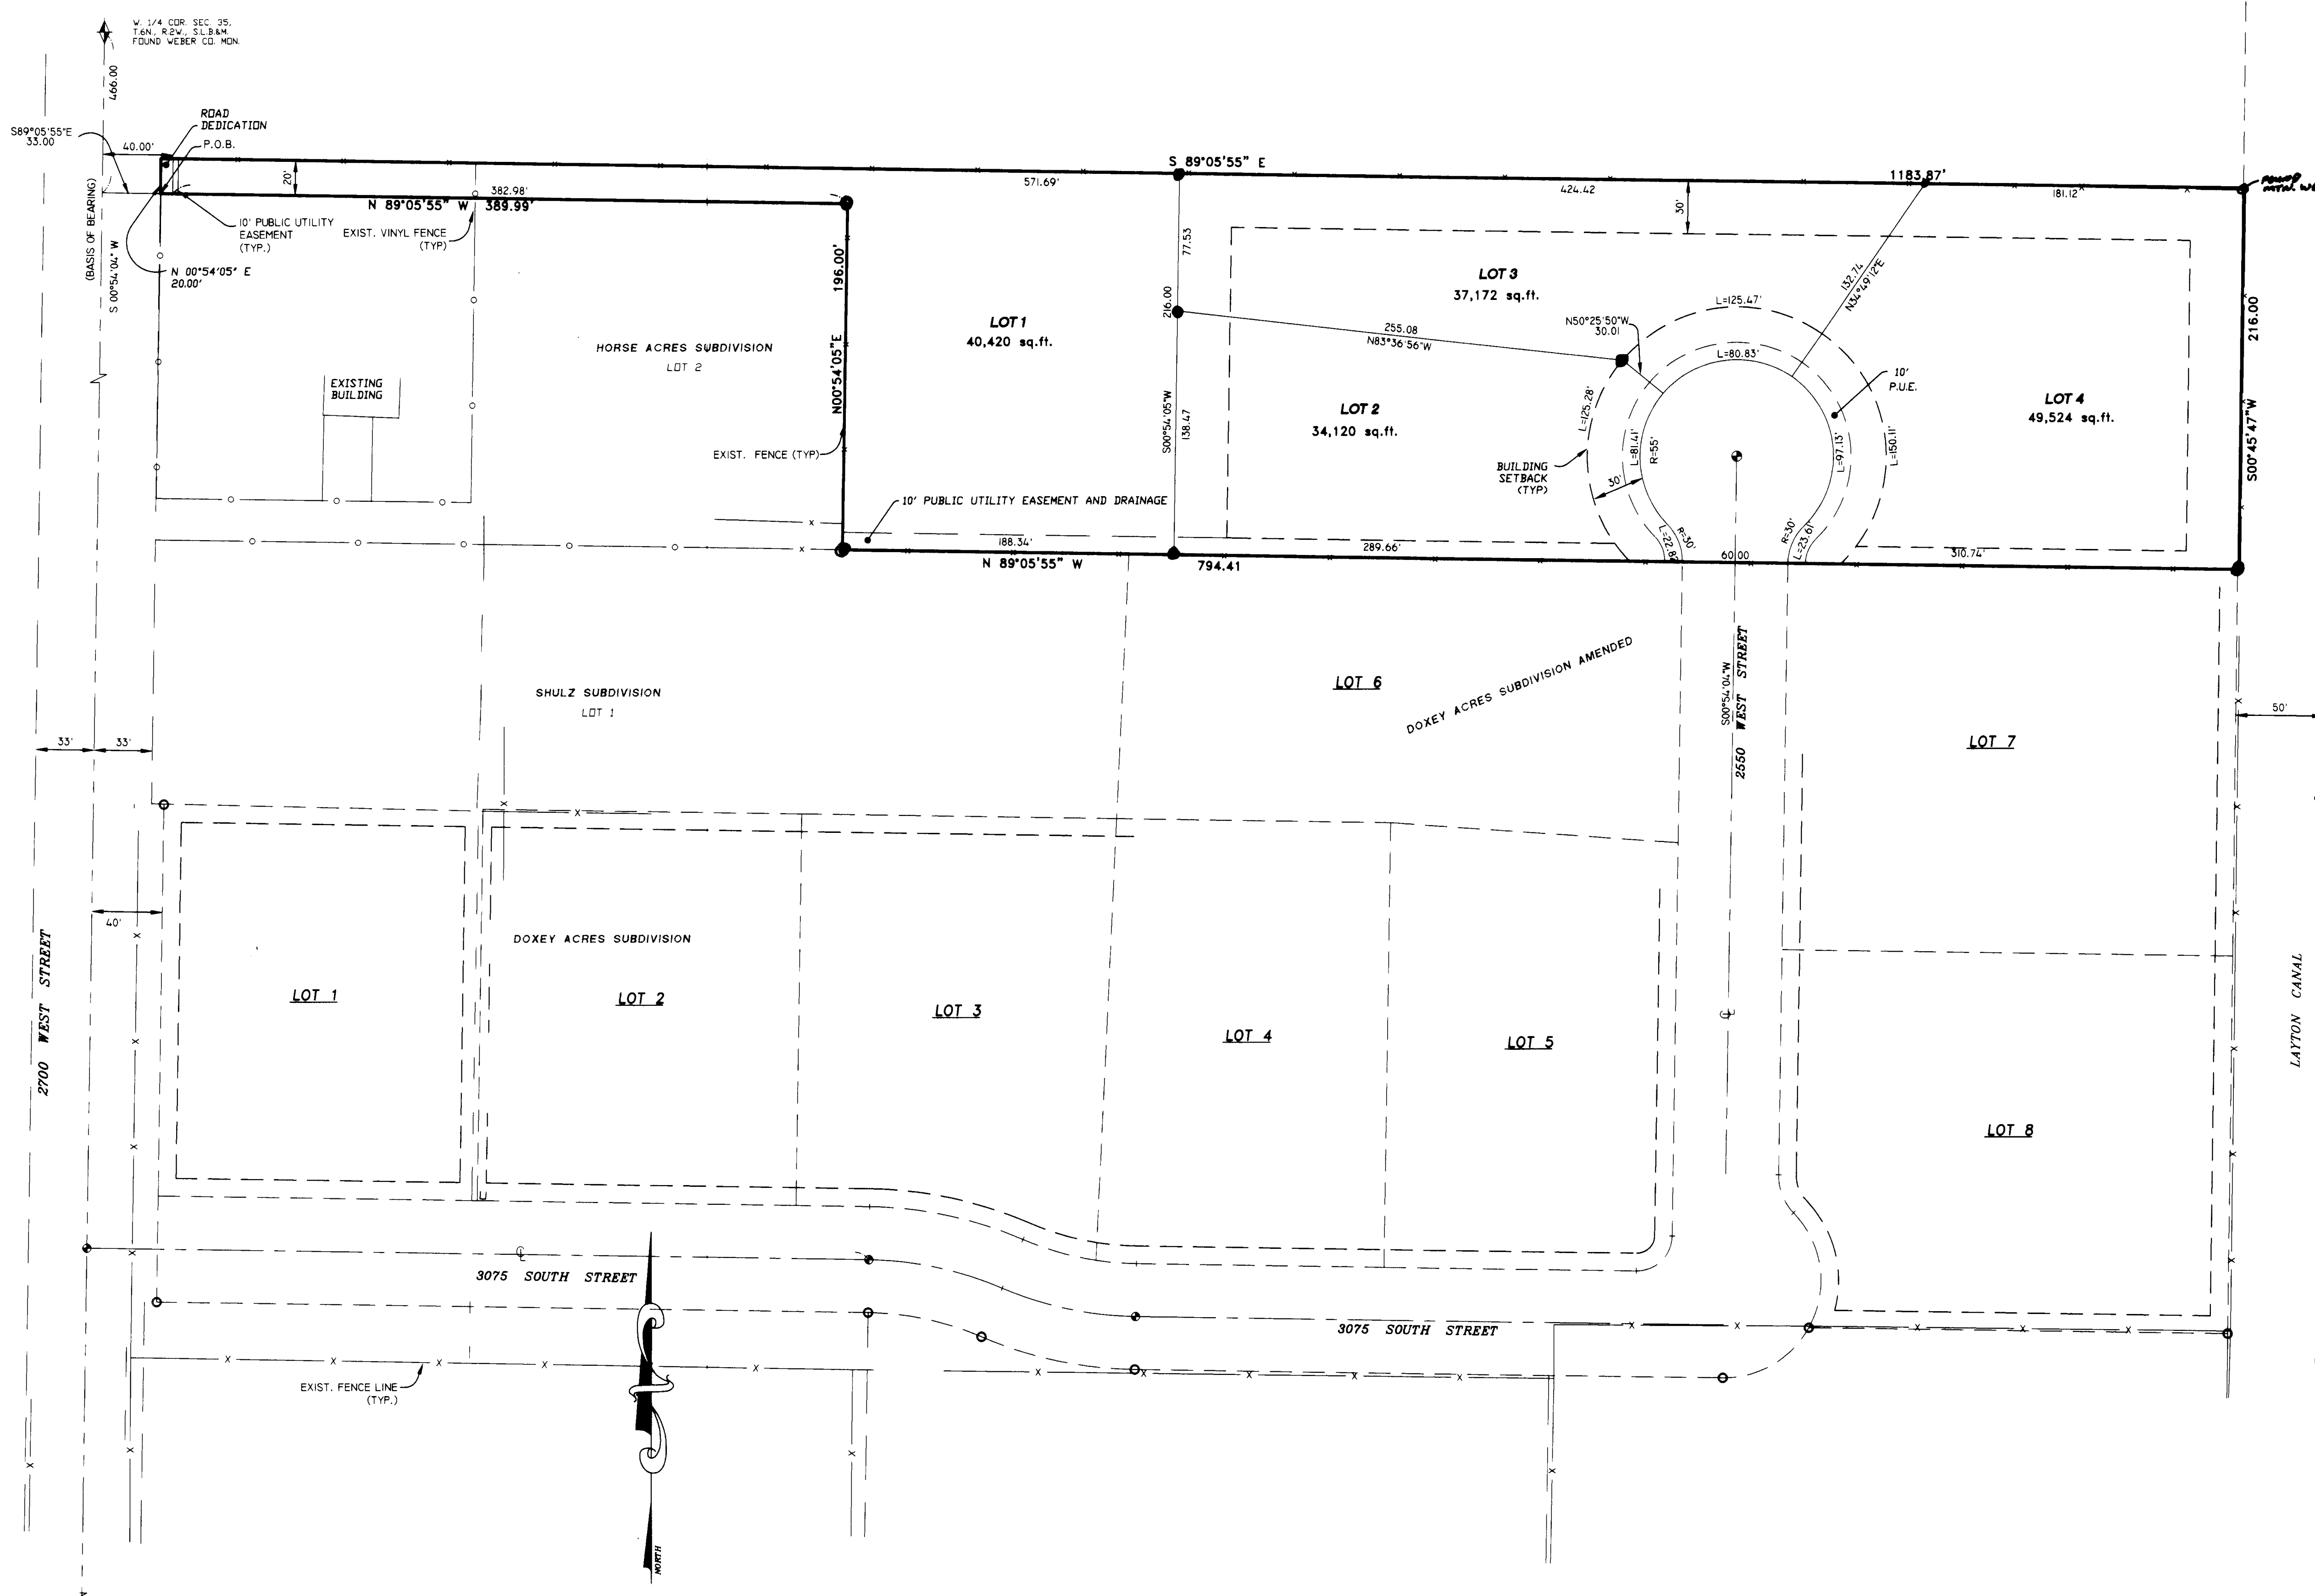 W. 1/4 COR. SEC. 35,
T.6N., R.2W., S.L.B.&M.
FOUND WEBER CO. MON.
466.00
S89°05'55"E
33.00
40.00'
ROAD
DEDICATION
P.O.B.
(BASIS OF BEARING)
S 00°54'04" W
20'
382.98'
N 89°05'55" W 389.99'
10' PUBLIC UTILITY
EASEMENT
(TYP.)
EXIST. VINYL FENCE
(TYP)
N 00°54'05" E
20.00'
S 89°05'55" E
571.69'
424.42
1183.87'
181.12'
FOUND
30'
77.53
216.00
196.00'
N00°54'05"E
LOT 1
40,420 sq.ft.
LOT 3
37,172 sq.ft.
255.08
N83°36'56"W
N50°25'50"W
30.01
L=125.47'
L=80.83'
132.74
N34°49'12"E
10'
P.U.E.
LOT 2
34,120 sq.ft.
LOT 4
49,524 sq.ft.
216.00
S00°45'47"W
HORSE ACRES SUBDIVISION
LOT 2
EXISTING
BUILDING
EXIST. FENCE (TYP)
S00°54'05"W
138.47
L=125.28'
L=81.41'
R=55'
L=97.13'
L=150.11'
BUILDING
SETBACK
(TYP)
30'
10' PUBLIC UTILITY EASEMENT AND DRAINAGE
R=30'
L=22.82
R=30'
L=23.61'
188.34'
289.66'
60.00
310.74'
N 89°05'55" W
794.41
SHULZ SUBDIVISION
LOT 1
LOT 6
DOXEY ACRES SUBDIVISION AMENDED
S00°54'04"W
2550 WEST STREET
LOT 7
50'
33'
33'
40'
DOXEY ACRES SUBDIVISION
2700 WEST STREET
LOT 1
LOT 2
LOT 3
LOT 4
LOT 5
LOT 8
LAYTON CANAL
3075 SOUTH STREET
3075 SOUTH STREET
EXIST. FENCE LINE
(TYP.)
NORTH